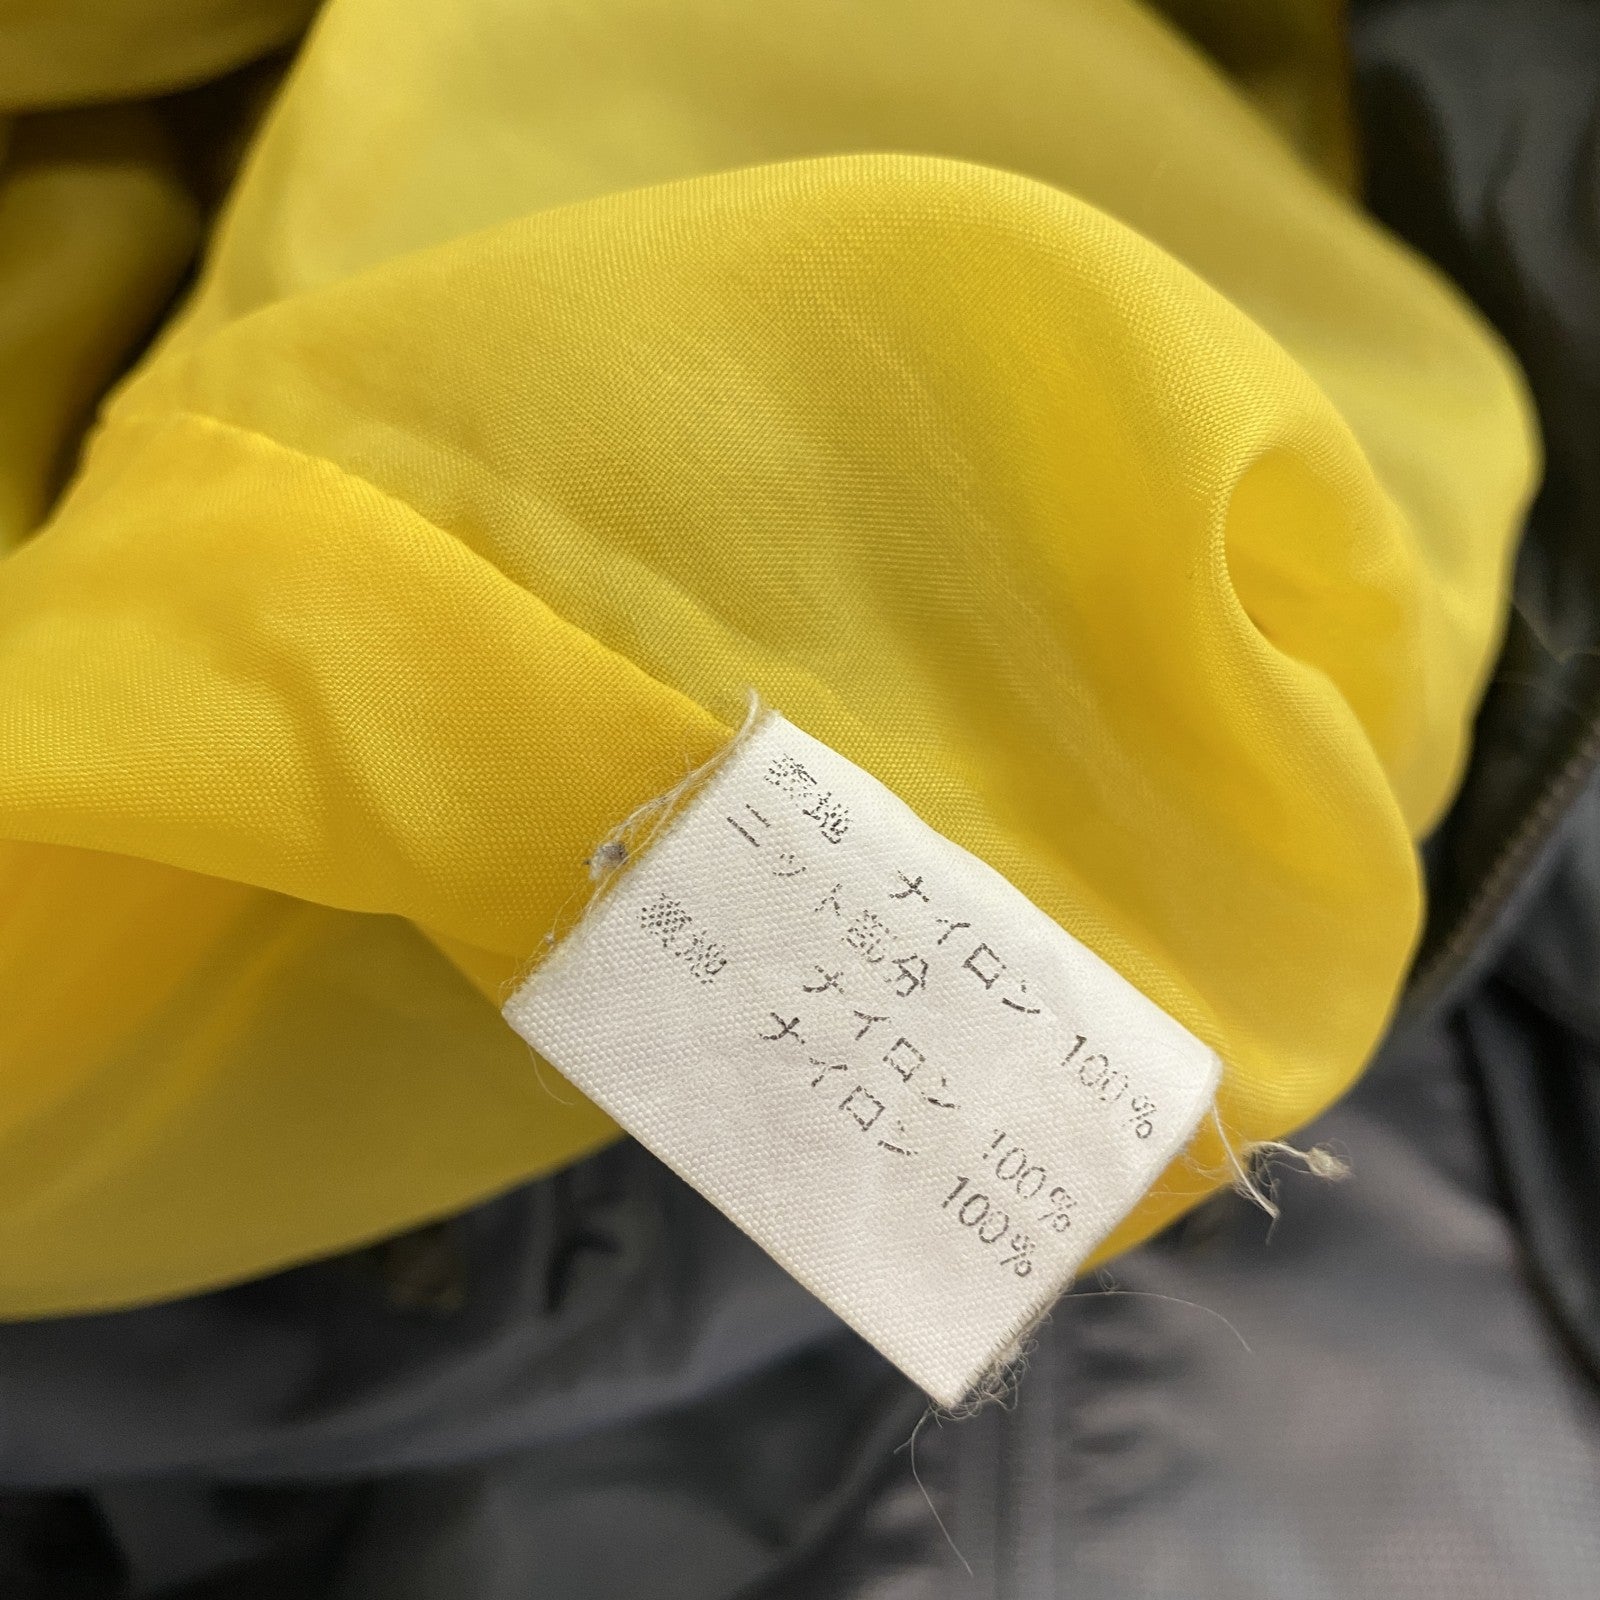 表地 ナイロン 100%
ニット部分
ナイロン 100%
裏地 ナイロン 100%